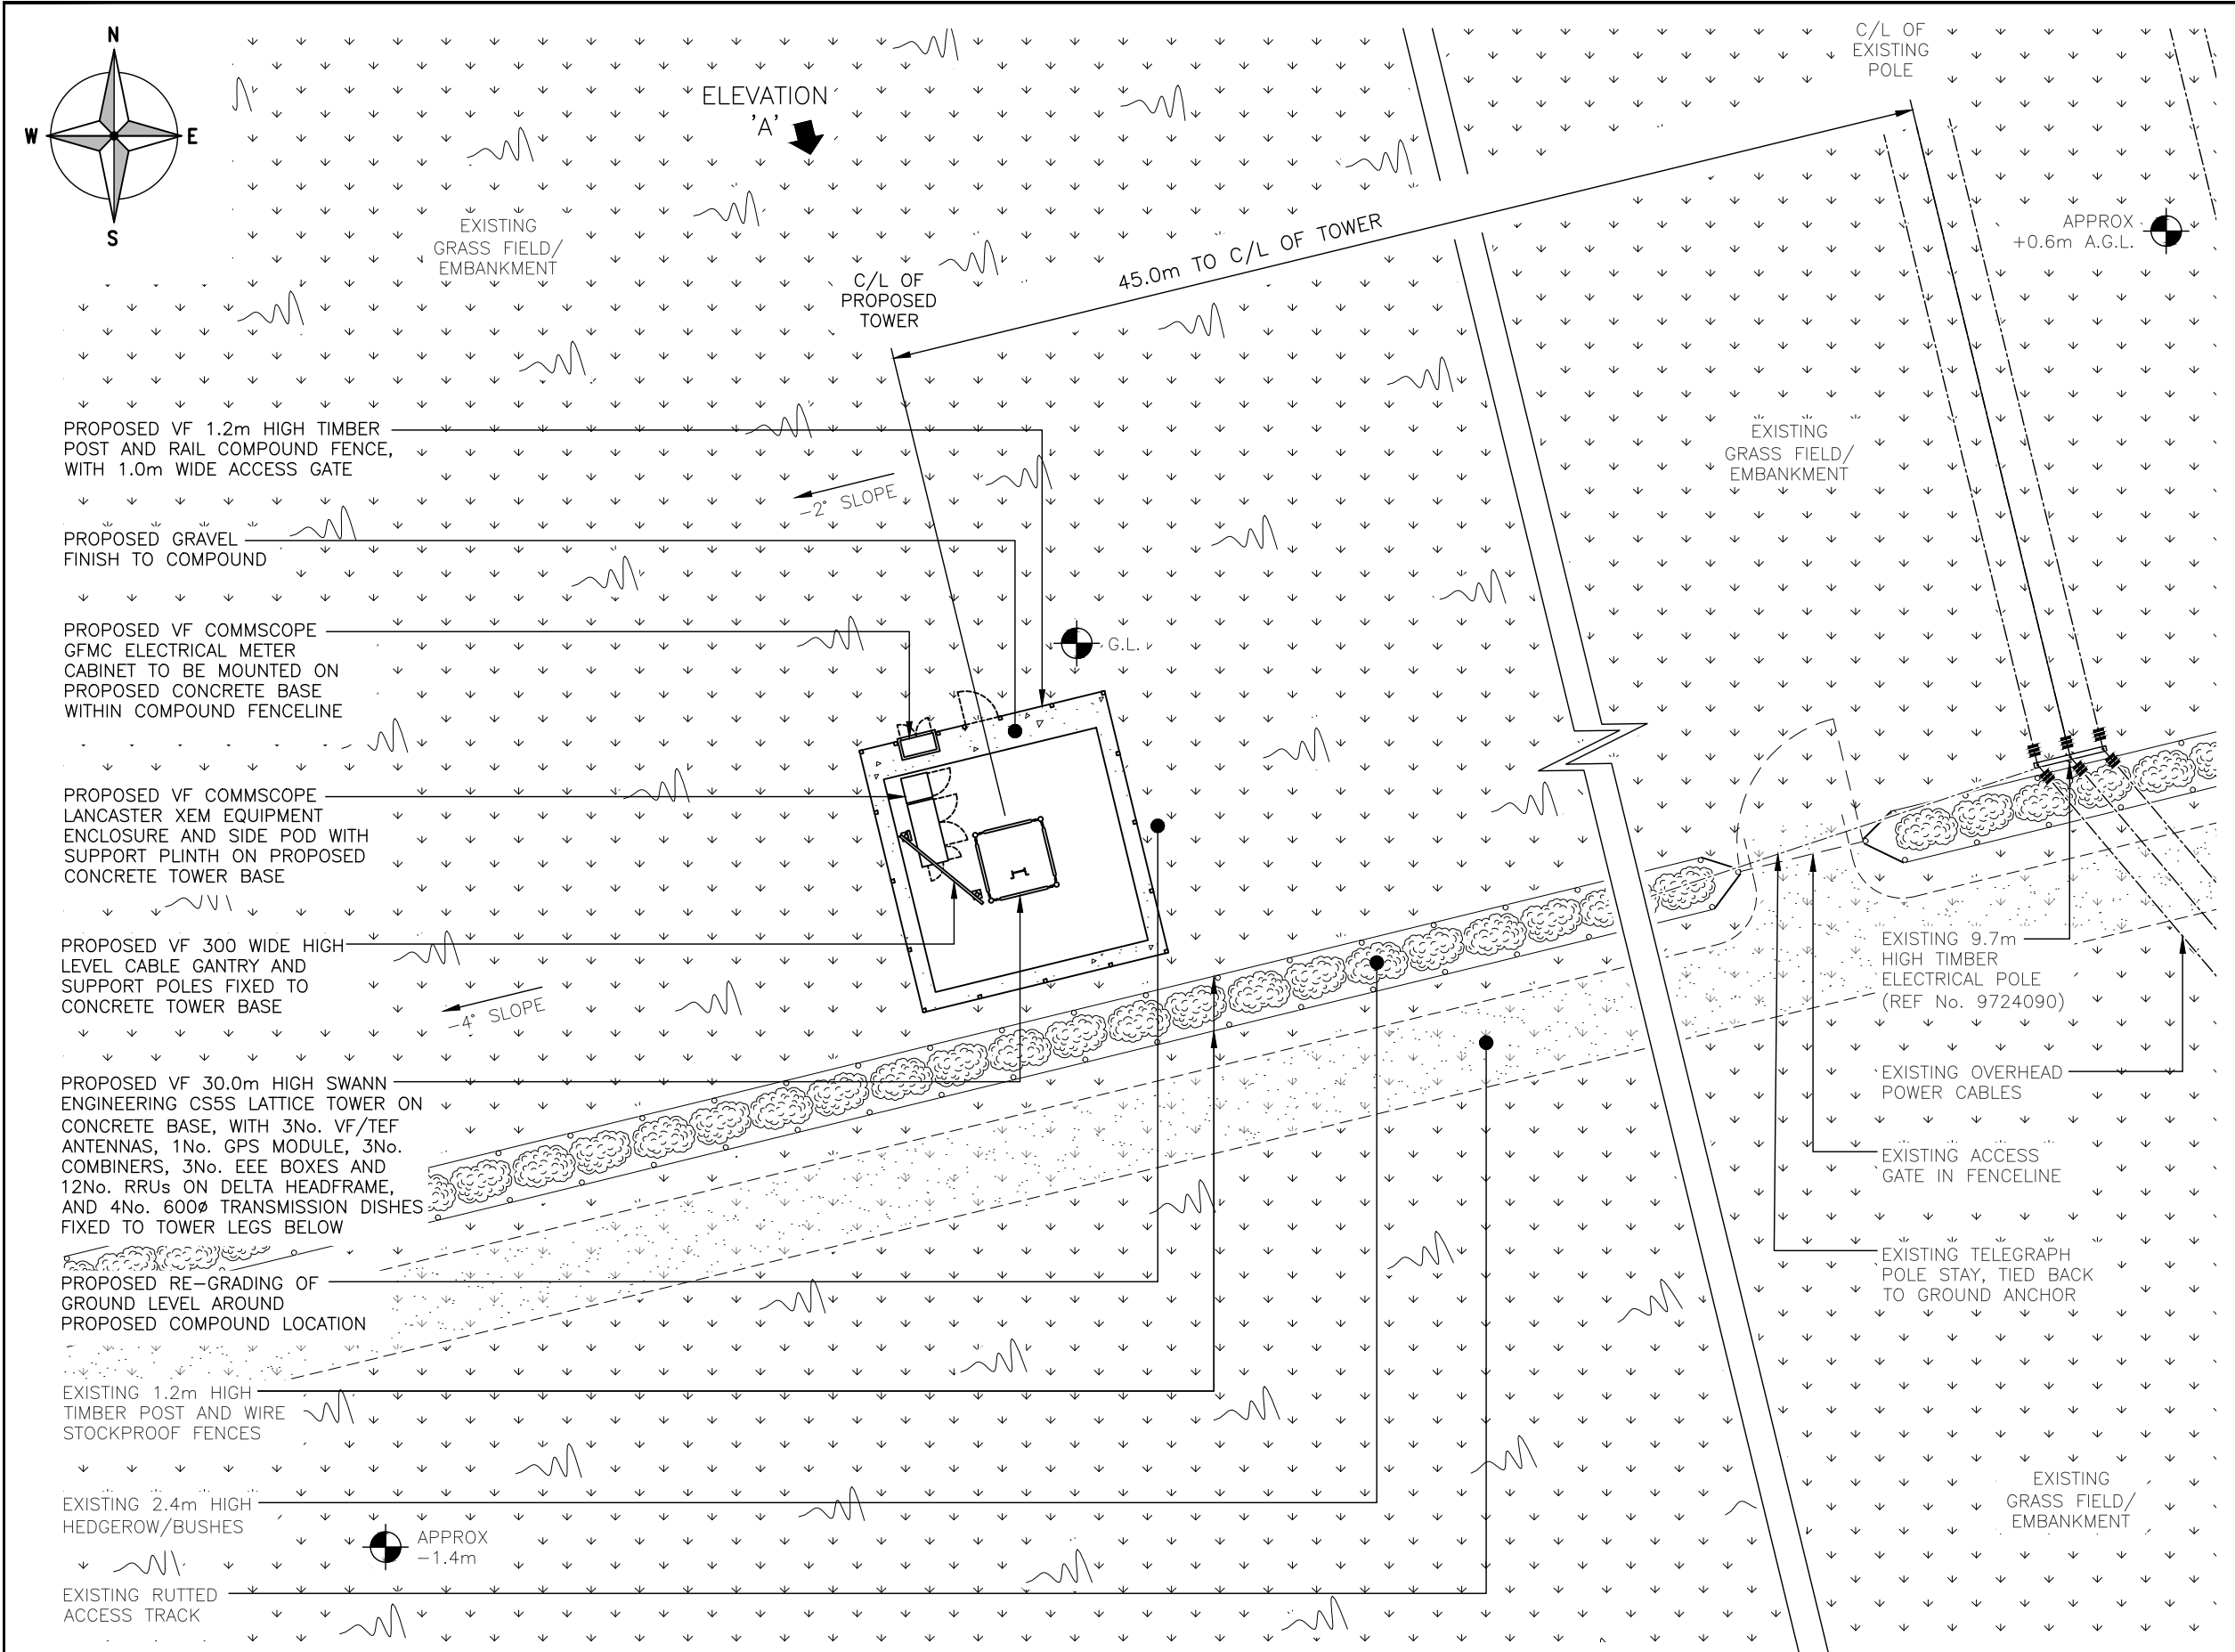 N
W
E
S
ELEVATION
'A'
C/L OF
EXISTING
POLE
EXISTING
GRASS FIELD/
EMBANKMENT
APPROX
+0.6m A.G.L.
45.0m TO C/L OF TOWER
C/L OF
PROPOSED
TOWER
PROPOSED VF 1.2m HIGH TIMBER
POST AND RAIL COMPOUND FENCE,
WITH 1.0m WIDE ACCESS GATE
EXISTING
GRASS FIELD/
EMBANKMENT
-2° SLOPE
PROPOSED GRAVEL
FINISH TO COMPOUND
PROPOSED VF COMMSCOPE
GFMC ELECTRICAL METER
CABINET TO BE MOUNTED ON
PROPOSED CONCRETE BASE
WITHIN COMPOUND FENCELINE
G.L.
PROPOSED VF COMMSCOPE
LANCASTER XEM EQUIPMENT
ENCLOSURE AND SIDE POD WITH
SUPPORT PLINTH ON PROPOSED
CONCRETE TOWER BASE
PROPOSED VF 300 WIDE HIGH
LEVEL CABLE GANTRY AND
SUPPORT POLES FIXED TO
CONCRETE TOWER BASE
-4° SLOPE
EXISTING 9.7m
HIGH TIMBER
ELECTRICAL POLE
(REF No. 9724090)
EXISTING OVERHEAD
POWER CABLES
PROPOSED VF 30.0m HIGH SWANN
ENGINEERING CS5S LATTICE TOWER ON
CONCRETE BASE, WITH 3No. VF/TEF
ANTENNAS, 1No. GPS MODULE, 3No.
COMBINERS, 3No. EEE BOXES AND
12No. RRUs ON DELTA HEADFRAME,
AND 4No. 600ø TRANSMISSION DISHES
FIXED TO TOWER LEGS BELOW
EXISTING ACCESS
GATE IN FENCELINE
EXISTING TELEGRAPH
POLE STAY, TIED BACK
TO GROUND ANCHOR
PROPOSED RE-GRADING OF
GROUND LEVEL AROUND
PROPOSED COMPOUND LOCATION
EXISTING 1.2m HIGH
TIMBER POST AND WIRE
STOCKPROOF FENCES
EXISTING 2.4m HIGH
HEDGEROW/BUSHES
APPROX
-1.4m
EXISTING
GRASS FIELD/
EMBANKMENT
EXISTING RUTTED
ACCESS TRACK